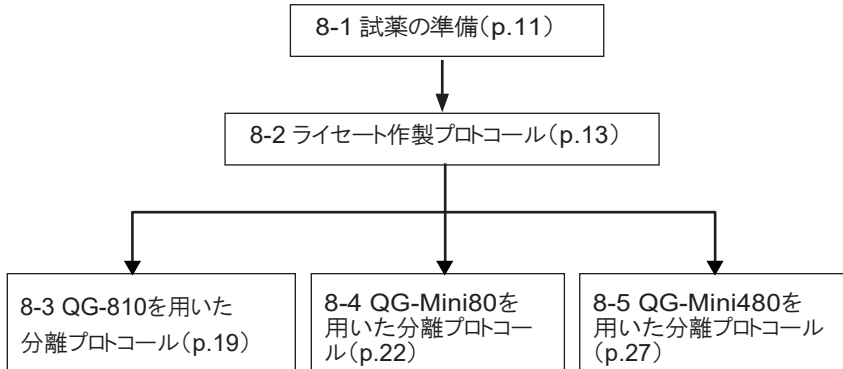 8-1 試薬の準備(p.11)
8-2 ライセート作製プロトコール(p.13)
8-3 QG-810を用いた
分離プロトコール(p.19)
8-4 QG-Mini80を
用いた分離プロトコー
ル(p.22)
8-5 QG-Mini480を
用いた分離プロトコール
(p.27)